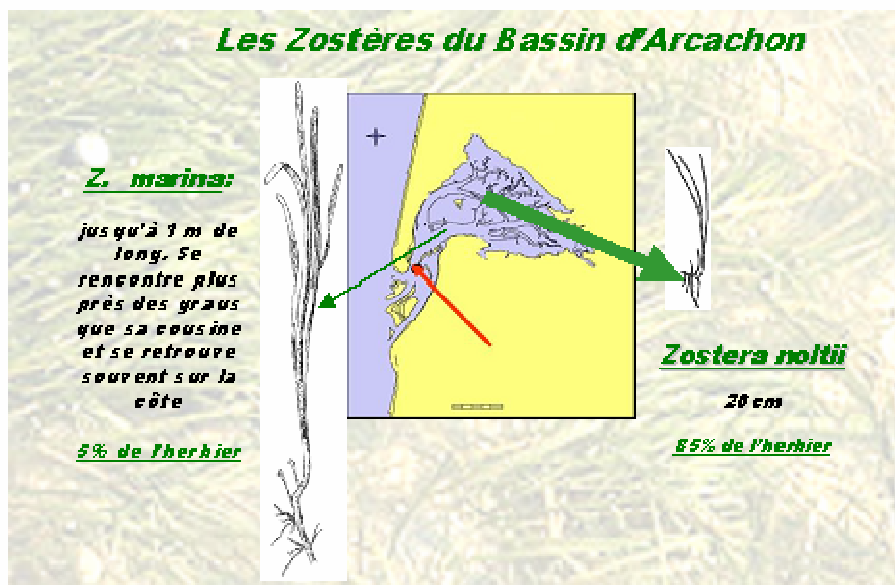 Les Zostères du Bassin d'Arcachon
Z. marina:
jusqu'à 1 m de
long. Se
rencontre plus
près des graus
que sa cousine
et se retrouve
souvent sur la
côte
5% de l'herbier
Zostera noltii
20 cm
85% de l'herbier